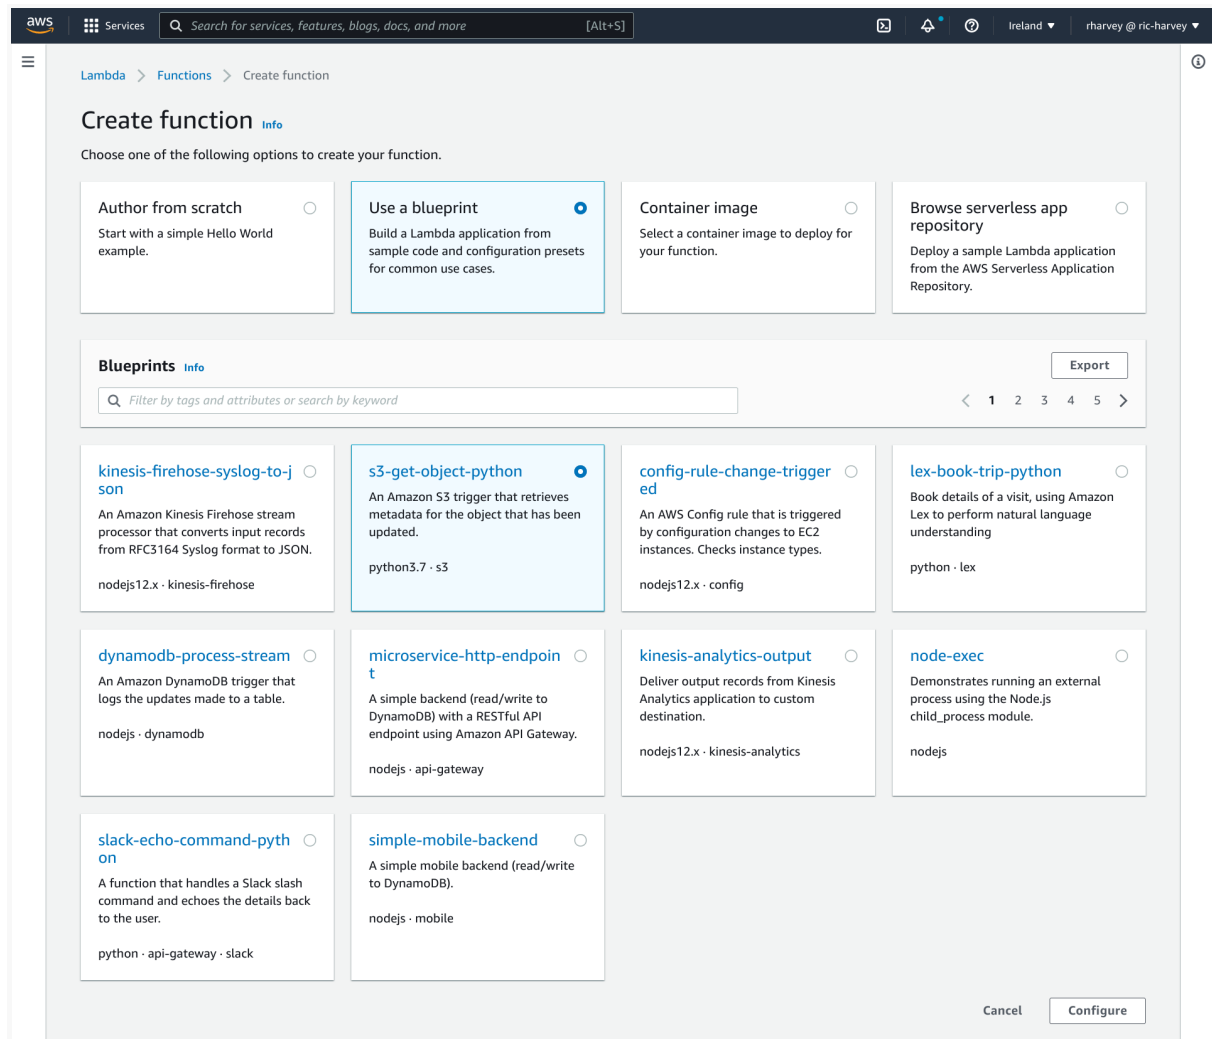 aws
Services
Search for services, features, blogs, docs, and more
[Alt+S]
Ireland ▼
rharvey @ ric-harvey ▼
Lambda > Functions > Create function
Create function Info
Choose one of the following options to create your function.
Author from scratch
Start with a simple Hello World
example.
Use a blueprint
Build a Lambda application from
sample code and configuration presets
for common use cases.
Container image
Select a container image to deploy for
your function.
Browse serverless app
repository
Deploy a sample Lambda application
from the AWS Serverless Application
Repository.
Blueprints Info
Export
Filter by tags and attributes or search by keyword
< 1 2 3 4 5 >
kinesis-firehose-syslog-to-j
son
An Amazon Kinesis Firehose stream
processor that converts input records
from RFC3164 Syslog format to JSON.
nodejs12.x · kinesis-firehose
s3-get-object-python
An Amazon S3 trigger that retrieves
metadata for the object that has been
updated.
python3.7 · s3
config-rule-change-trigger
ed
An AWS Config rule that is triggered
by configuration changes to EC2
instances. Checks instance types.
nodejs12.x · config
lex-book-trip-python
Book details of a visit, using Amazon
Lex to perform natural language
understanding
python · lex
dynamodb-process-stream
An Amazon DynamoDB trigger that
logs the updates made to a table.
nodejs · dynamodb
microservice-http-endpoin
t
A simple backend (read/write to
DynamoDB) with a RESTful API
endpoint using Amazon API Gateway.
nodejs · api-gateway
kinesis-analytics-output
Deliver output records from Kinesis
Analytics application to custom
destination.
nodejs12.x · kinesis-analytics
node-exec
Demonstrates running an external
process using the Node.js
child_process module.
nodejs
slack-echo-command-pyth
on
A function that handles a Slack slash
command and echoes the details back
to the user.
python · api-gateway · slack
simple-mobile-backend
A simple mobile backend (read/write
to DynamoDB).
nodejs · mobile
Cancel
Configure